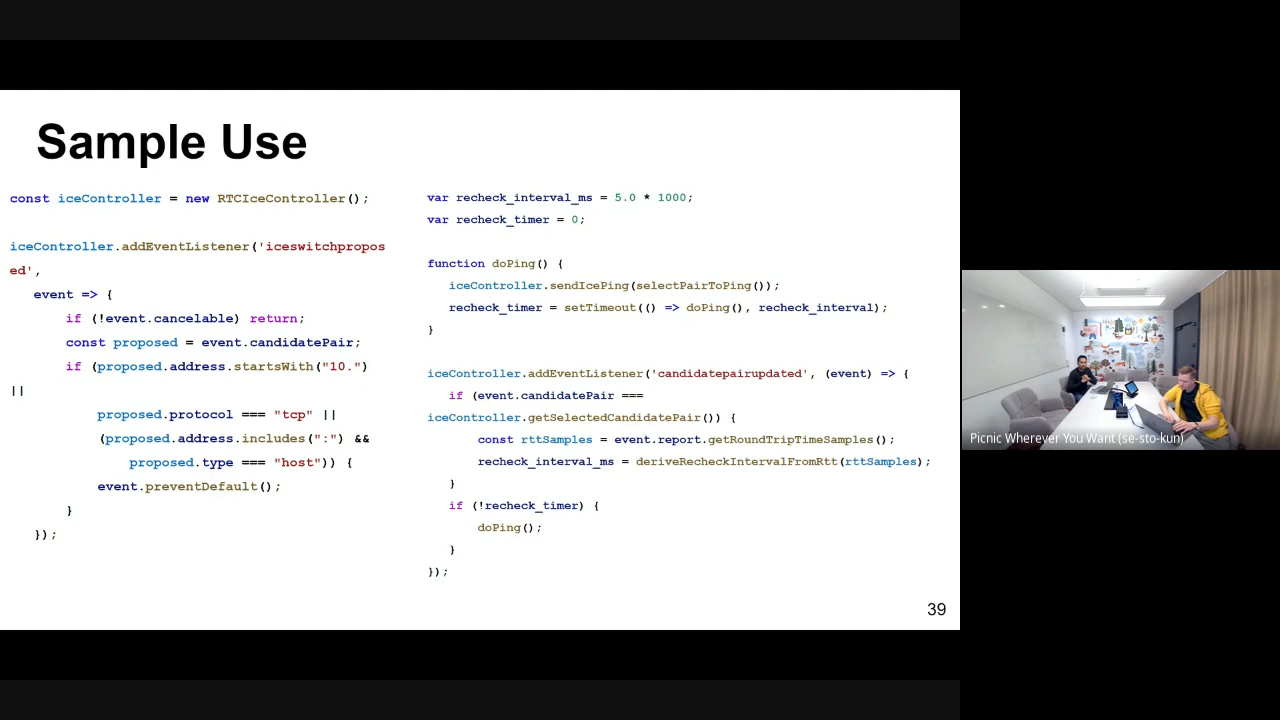 Sample Use
const iceController = new RTCIceController();
iceController.addEventListener('iceswitchpropos
ed',
event => {
if (!event.cancelable) return;
const proposed = event.candidatePair;
if (proposed.address.startsWith("10.")
||
proposed.protocol === "tcp" ||
(proposed.address.includes(":") &&
proposed.type === "host")) {
event.preventDefault();
}
});
var recheck_interval_ms = 5.0 * 1000;
var recheck_timer = 0;
function doPing() {
iceController.sendIcePing(selectPairToPing());
recheck_timer = setTimeout(() => doPing(), recheck_interval);
}
iceController.addEventListener('candidatepairupdated', (event) => {
if (event.candidatePair ===
iceController.getSelectedCandidatePair()) {
const rttSamples = event.report.getRoundTripTimeSamples();
recheck_interval_ms = deriveRecheckIntervalFromRtt(rttSamples);
}
if (!recheck_timer) {
doPing();
}
});
39
Picnic Wherever You Want (se-sto-kun)